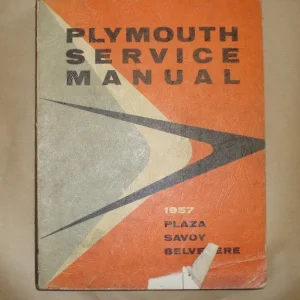 PLYMOUTH
SERVICE
MANUAL
1957
PLAZA
SAVOY
BELVEDERE